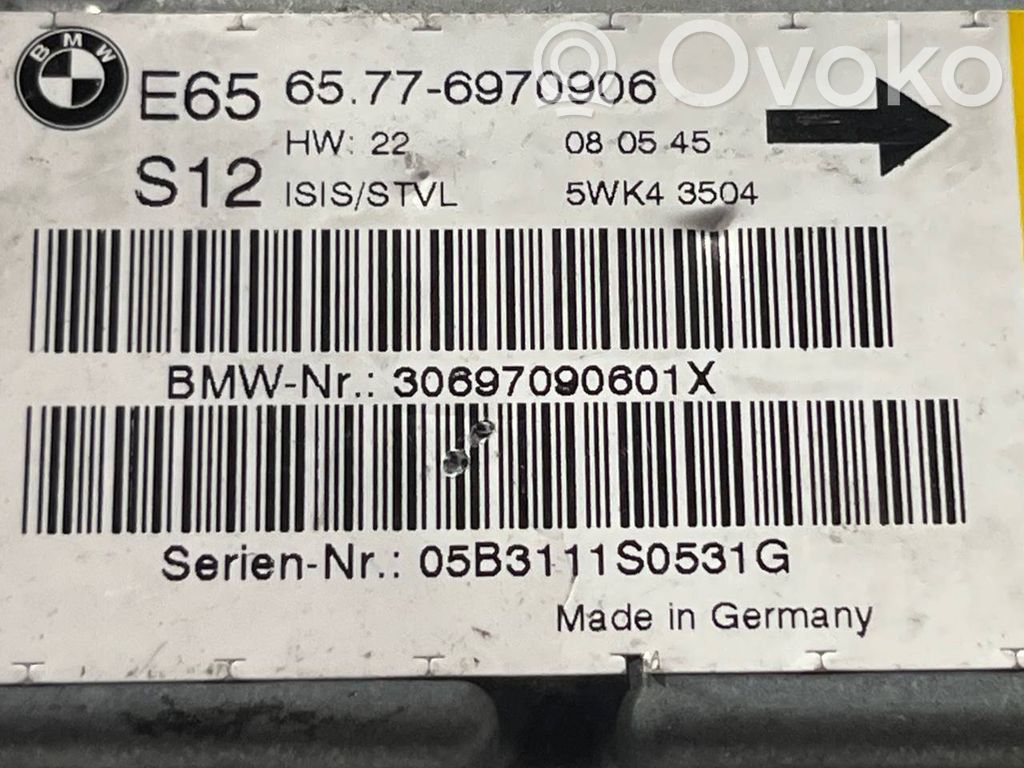 BMW
E65 65.77-6970906
HW: 22 08 05 45
S12 ISIS/STVL 5WK4 3504
BMW-Nr.: 30697090601X
Serien-Nr.: 05B3111S0531G
Made in Germany
Ovoko